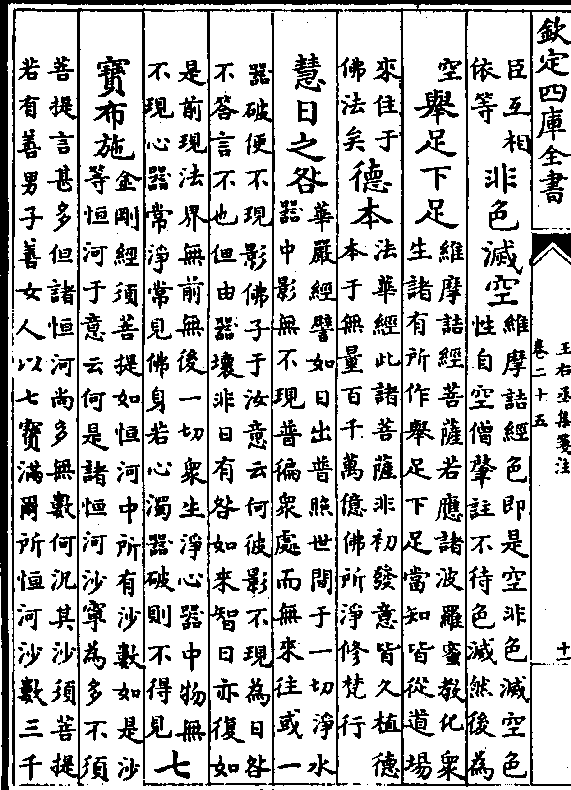 欽定四庫全書
王右丞集箋注
卷二十五
十一
臣互相
依等
非色滅空
維摩詰經色即是空非色滅空色
性自空僧肇註不待色滅然後為
空
舉足下足
維摩詰經菩薩若應諸波羅蜜教化衆
生諸有所作舉足下足當知皆從道場
來住于
佛法矣
德本
法華經此諸菩薩非初發意皆久植德
本于無量百千萬億佛所淨修梵行
慧日之咎
華嚴經譬如日出普照世間于一切淨水
器中影無不現普徧衆處而無來往或一
器破便不現影佛子于汝意云何彼影不現為日咎
不答言不也但由器壞非日有咎如來智日亦復如
是前現法界無前無後一切衆生淨心器中物無
不現心器常淨常見佛身若心濁器破則不得見
七
寶布施
金剛經須菩提如恒河中所有沙數如是沙
等恒河于意云何是諸恒河沙寧為多不須
菩提言甚多但諸恒河尚多無數何況其沙須菩提
若有善男子善女人以七寶滿爾所恒河沙數三千